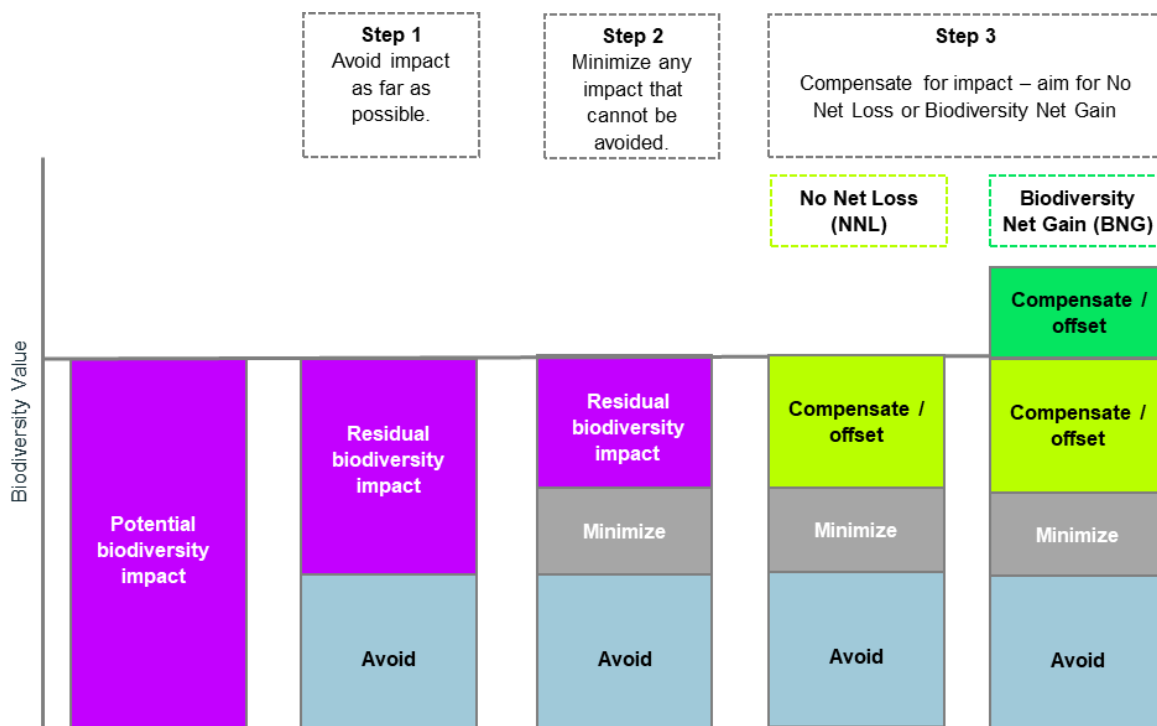 Step 1
Avoid impact
as far as
possible.
Step 2
Minimize any
impact that
cannot be
avoided.
Step 3
Compensate for impact – aim for No
Net Loss or Biodiversity Net Gain
No Net Loss
(NNL)
Biodiversity
Net Gain (BNG)
Biodiversity Value
Potential
biodiversity
impact
Residual
biodiversity
impact
Avoid
Residual
biodiversity
impact
Minimize
Avoid
Compensate /
offset
Minimize
Avoid
Compensate /
offset
Compensate /
offset
Minimize
Avoid